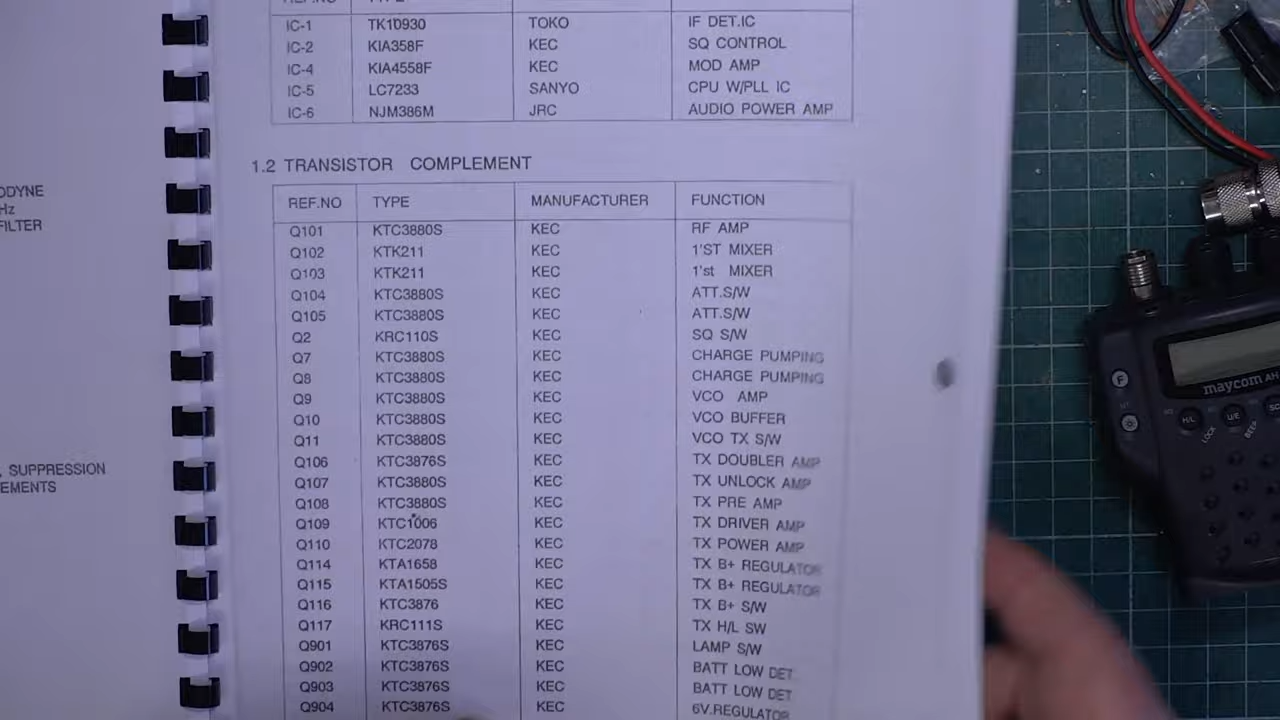 IC-1 TK10930 TOKO IF DET.IC
IC-2 KIA358F KEC SQ CONTROL
IC-4 KIA4558F KEC MOD AMP
IC-5 LC7233 SANYO CPU W/PLL IC
IC-6 NJM386M JRC AUDIO POWER AMP
1.2 TRANSISTOR COMPLEMENT
REF.NO TYPE MANUFACTURER FUNCTION
Q101 KTC3880S KEC RF AMP
Q102 KTK211 KEC 1'ST MIXER
Q103 KTK211 KEC 1'st MIXER
Q104 KTC3880S KEC ATT.S/W
Q105 KTC3880S KEC ATT.S/W
Q2 KRC110S KEC SQ S/W
Q7 KTC3880S KEC CHARGE PUMPING
Q8 KTC3880S KEC CHARGE PUMPING
Q9 KTC3880S KEC VCO AMP
Q10 KTC3880S KEC VCO BUFFER
Q11 KTC3880S KEC VCO TX S/W
Q106 KTC3876S KEC TX DOUBLER AMP
Q107 KTC3880S KEC TX UNLOCK AMP
Q108 KTC3880S KEC TX PRE AMP
Q109 KTC1006 KEC TX DRIVER AMP
Q110 KTC2078 KEC TX POWER AMP
Q114 KTA1658 KEC TX B+ REGULATOR
Q115 KTA1505S KEC TX B+ REGULATOR
Q116 KTC3876 KEC TX B+ S/W
Q117 KRC111S KEC TX H/L SW
Q901 KTC3876S KEC LAMP S/W
Q902 KTC3876S KEC BATT LOW DET
Q903 KTC3876S KEC BATT LOW DET
Q904 KTC3876S KEC 6V.REGULATOR
ODYNE
Hz
FILTER
, SUPPRESSION
EMENTS
maycom AH
F
H/L
U/E
LOCK
BEEP